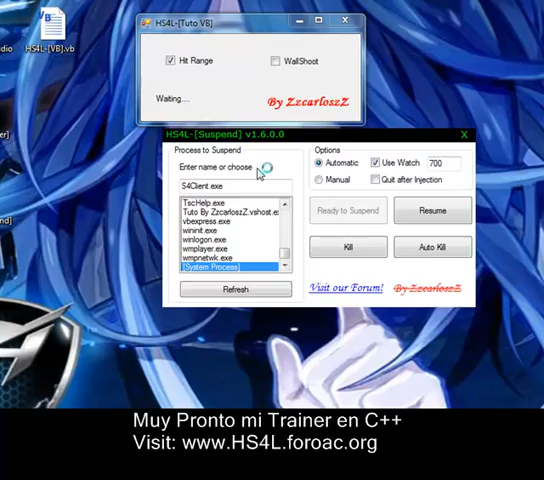 HS4L-[Tuto VB]
HS4L-[VB].vb
Hit Range
WallShoot
Waiting....
By ZzcarloszZ
HS4L-[Suspend] v1.6.0.0
X
Process to Suspend
Enter name or choose
S4Client.exe
TscHelp.exe
Tuto By ZzcarloszZ.vshost.ex
vbexpress.exe
wininit.exe
winlogon.exe
wmplayer.exe
wmpnetwk.exe
[System Process]
Refresh
Options
Automatic
Use Watch
700
Manual
Quit after Injection
Ready to Suspend
Resume
Kill
Auto Kill
Visit our Forum!
By ZzcarloszZ
Muy Pronto mi Trainer en C++
Visit: www.HS4L.foroac.org